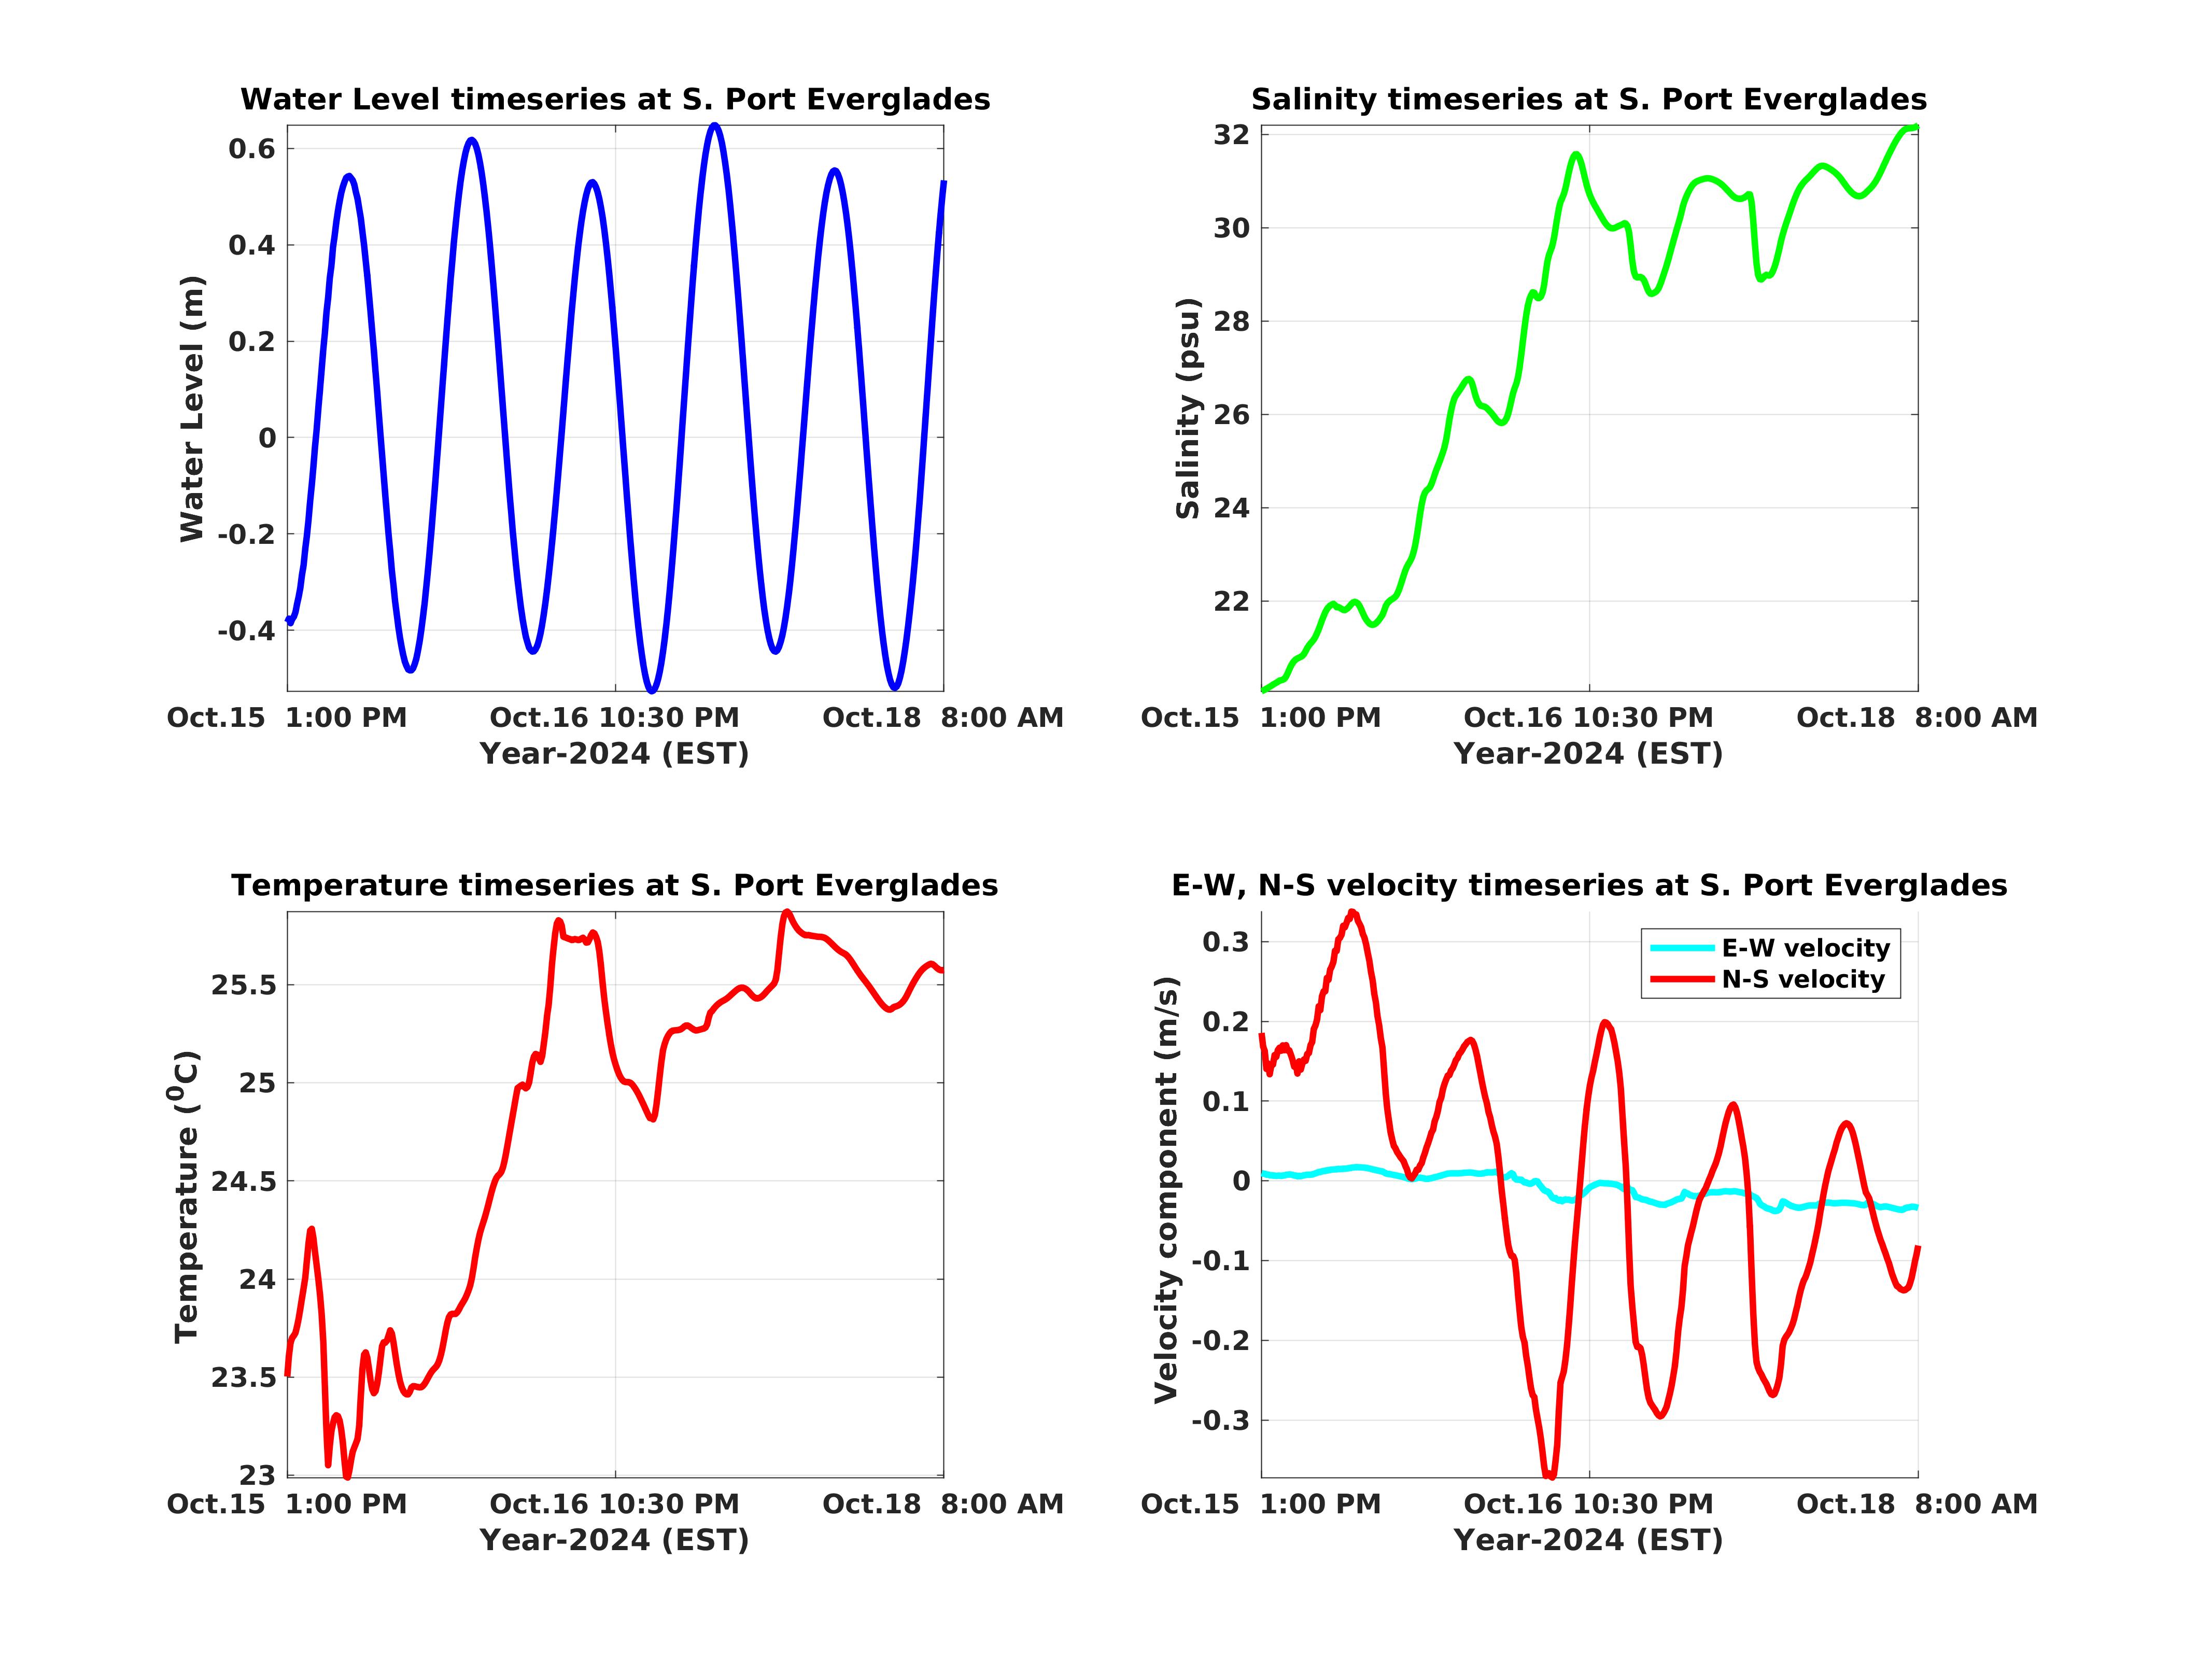 Water Level timeseries at S. Port Everglades
Water Level (m)
0.6
0.4
0.2
0
-0.2
-0.4
Oct.15 1:00 PM
Oct.16 10:30 PM
Oct.18 8:00 AM
Year-2024 (EST)
Salinity timeseries at S. Port Everglades
Salinity (psu)
32
30
28
26
24
22
Oct.15 1:00 PM
Oct.16 10:30 PM
Oct.18 8:00 AM
Year-2024 (EST)
Temperature timeseries at S. Port Everglades
Temperature (⁰C)
25.5
25
24.5
24
23.5
23
Oct.15 1:00 PM
Oct.16 10:30 PM
Oct.18 8:00 AM
Year-2024 (EST)
E-W, N-S velocity timeseries at S. Port Everglades
Velocity component (m/s)
0.3
0.2
0.1
0
-0.1
-0.2
-0.3
E-W velocity
N-S velocity
Oct.15 1:00 PM
Oct.16 10:30 PM
Oct.18 8:00 AM
Year-2024 (EST)